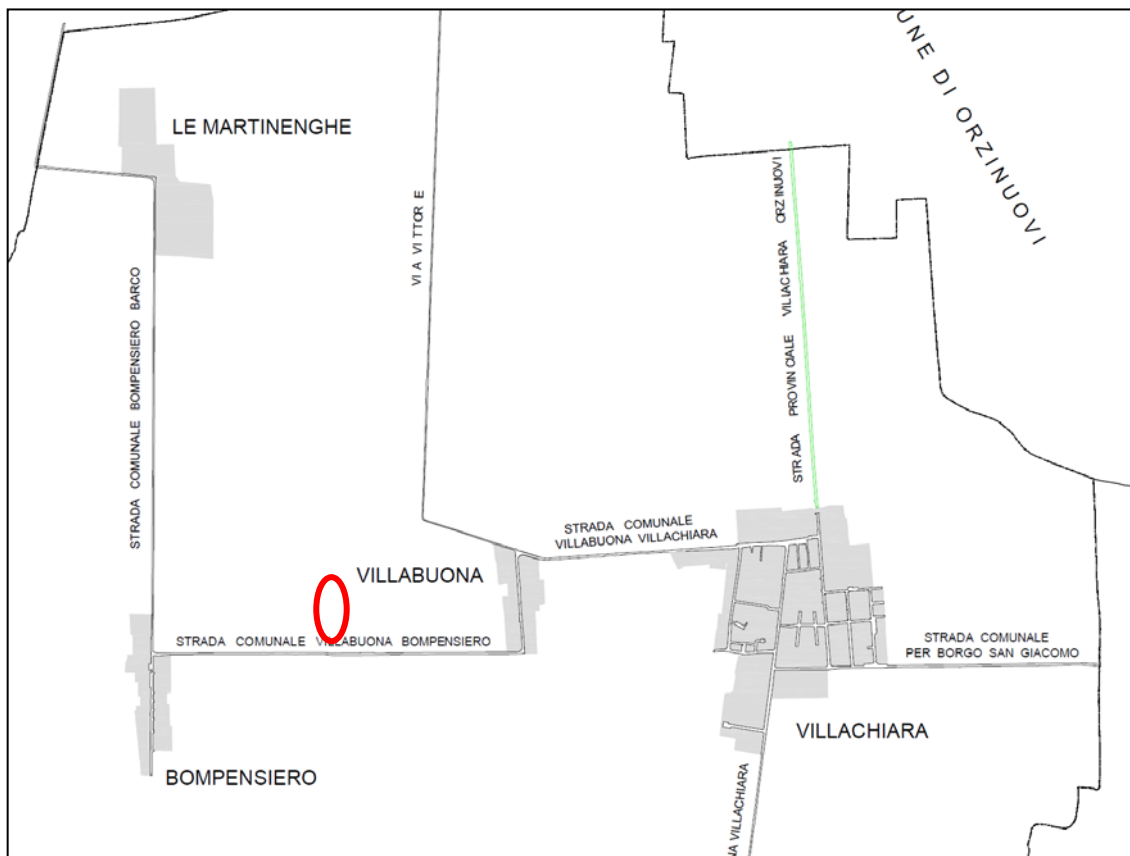 UNE DI ORZINUOVI
LE MARTINENGHE
VIA VITTORIE
STRADA PROVINCIALE VILLACHIARA ORZINUOVI
STRADA COMUNALE BOMPENSIERO BARCO
STRADA COMUNALE
VILLABUONA VILLACHIARA
VILLABUONA
STRADA COMUNALE VILLABUONA BOMPENSIERO
STRADA COMUNALE
PER BORGO SAN GIACOMO
VILLACHIARA
BOMPENSIERO
NA VILLACHIARA